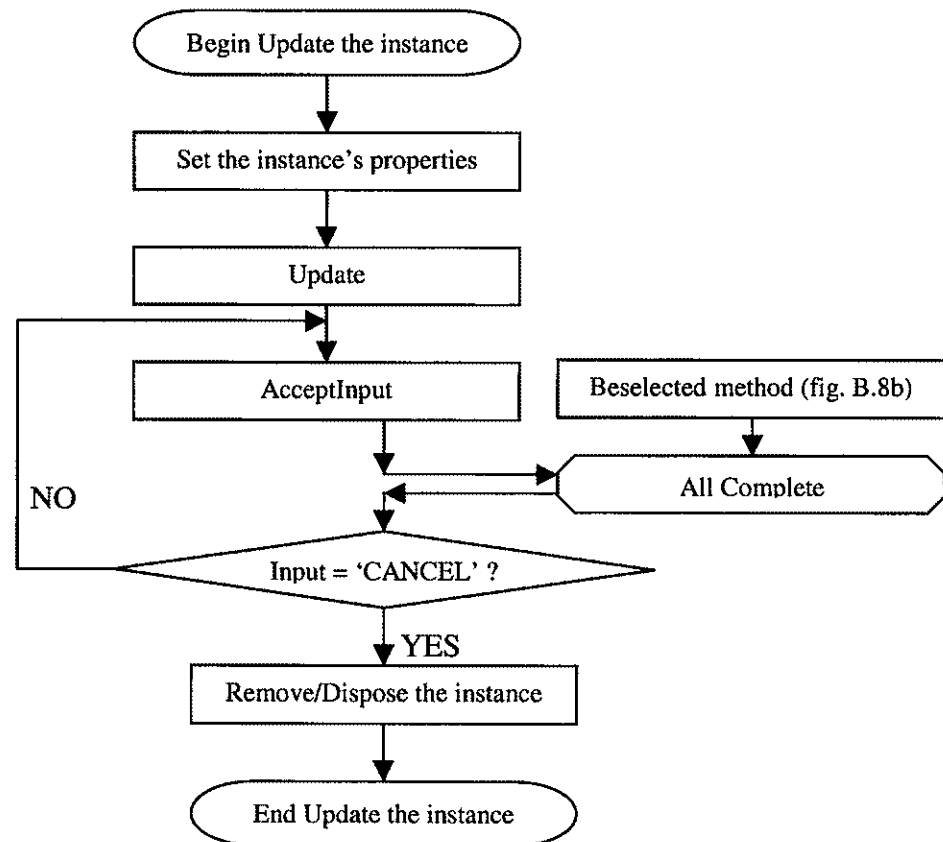 Begin Update the instance
Set the instance's properties
Update
AcceptInput
Beselected method (fig. B.8b)
All Complete
NO
Input = ‘CANCEL’ ?
YES
Remove/Dispose the instance
End Update the instance